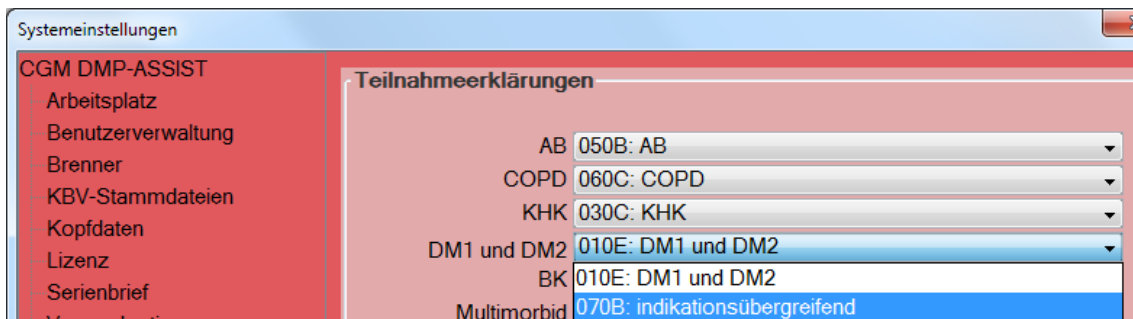 Systemeinstellungen
CGM DMP-ASSIST
Arbeitsplatz
Benutzerverwaltung
Brenner
KBV-Stammdateien
Kopfdaten
Lizenz
Serienbrief
Teilnahmeerklärungen
AB 050B: AB
COPD 060C: COPD
KHK 030C: KHK
DM1 und DM2 010E: DM1 und DM2
BK 010E: DM1 und DM2
Multimorbid 070B: indikationsübergreifend